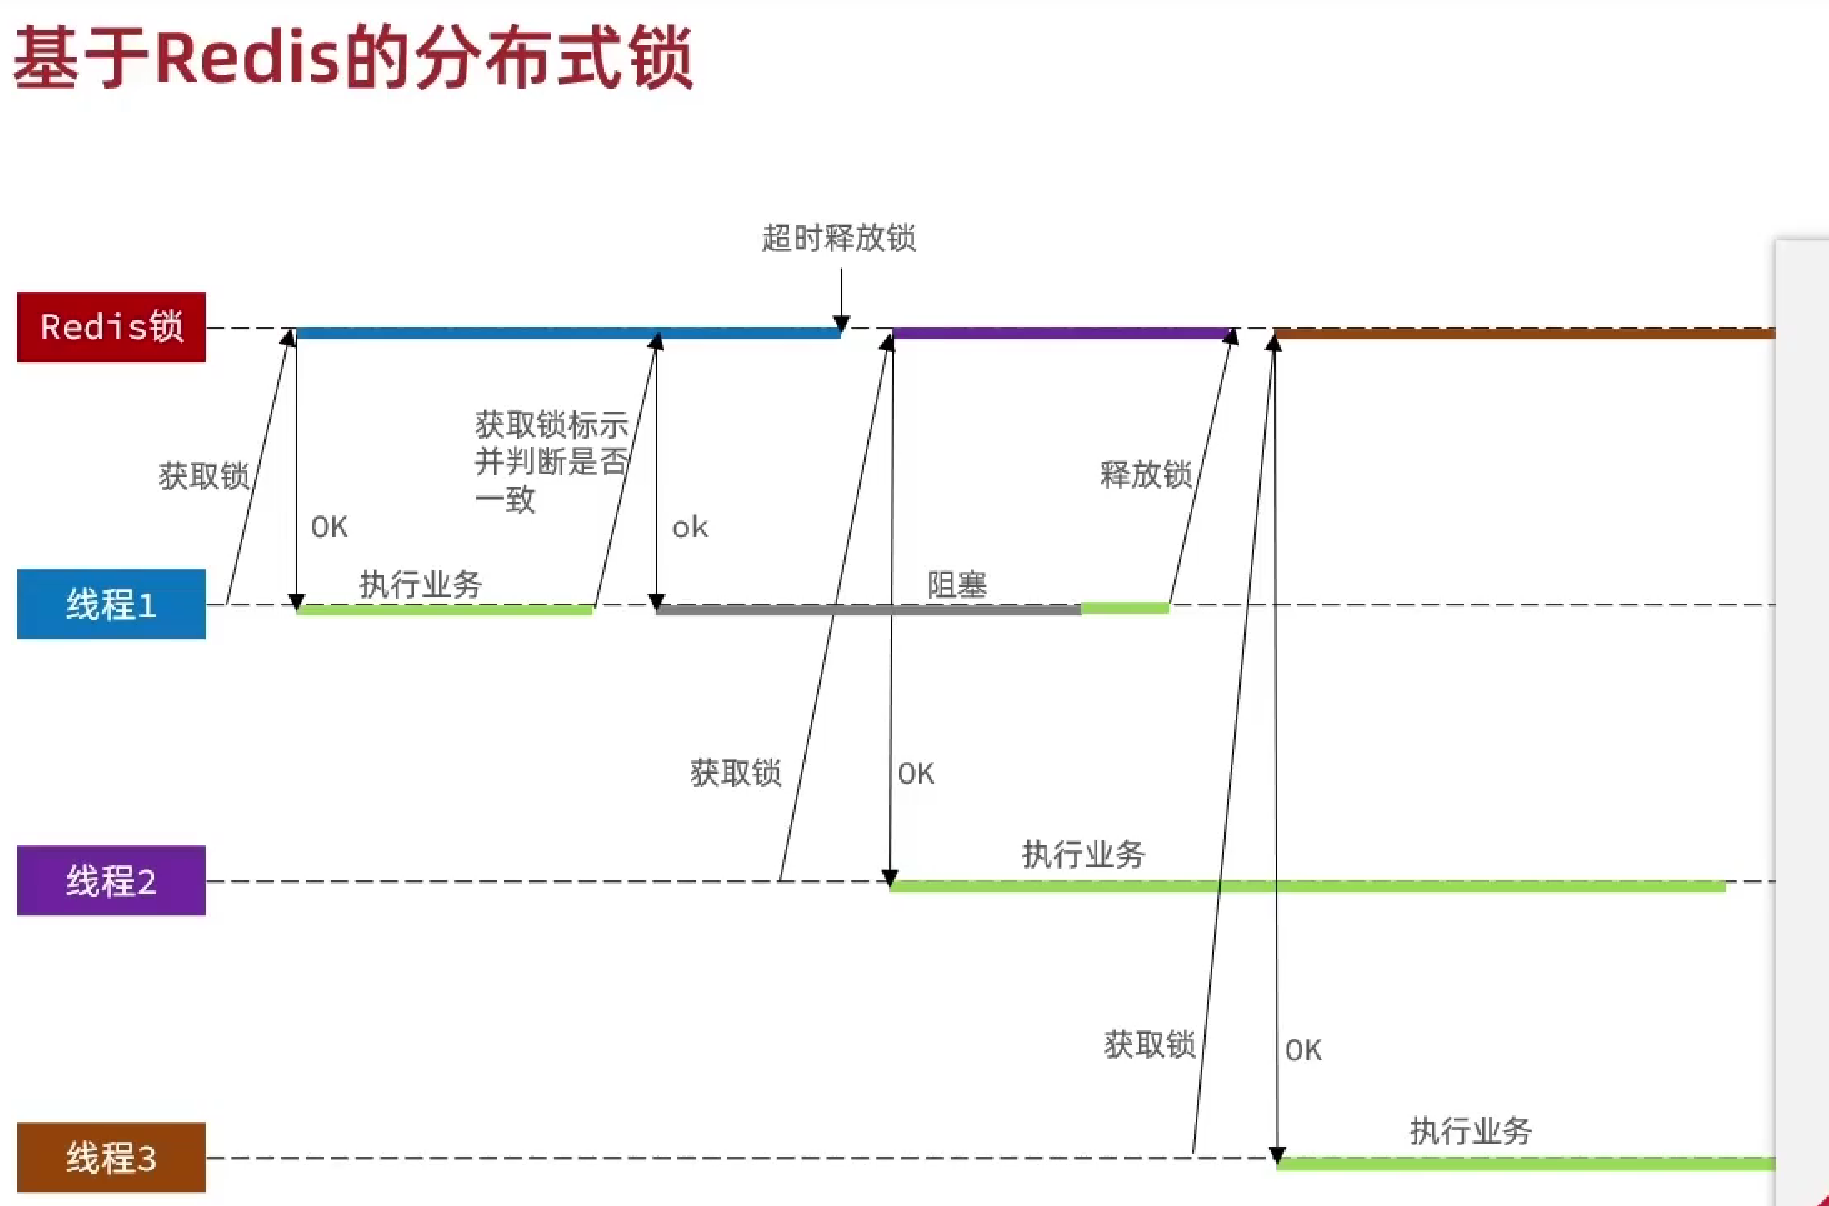 基于Redis的分布式锁
超时释放锁
Redis锁
获取锁标示
并判断是否
一致
获取锁
释放锁
OK
ok
执行业务
阻塞
线程1
获取锁
OK
执行业务
线程2
获取锁
OK
执行业务
线程3